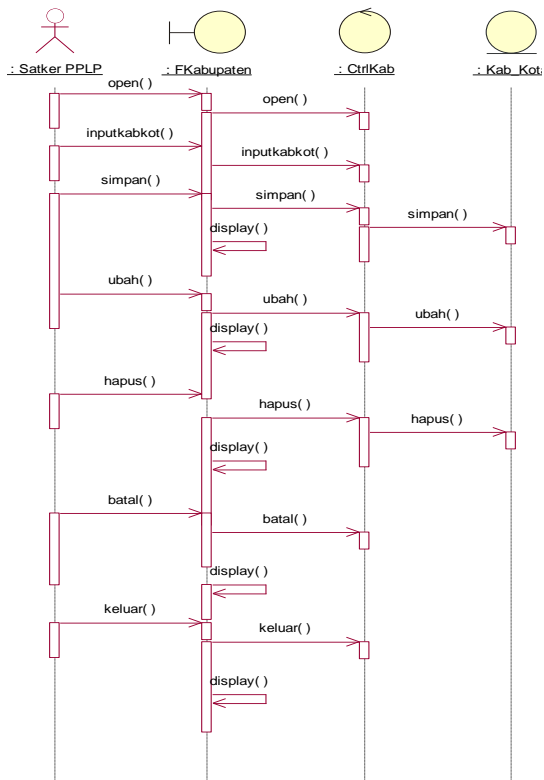 : Satker PPLP
: FKabupaten
: CtrlKab
: Kab_Kota
open( )
open( )
inputkabkot( )
inputkabkot( )
simpan( )
simpan( )
simpan( )
display( )
ubah( )
ubah( )
ubah( )
display( )
hapus( )
hapus( )
hapus( )
display( )
batal( )
batal( )
display( )
keluar( )
keluar( )
display( )